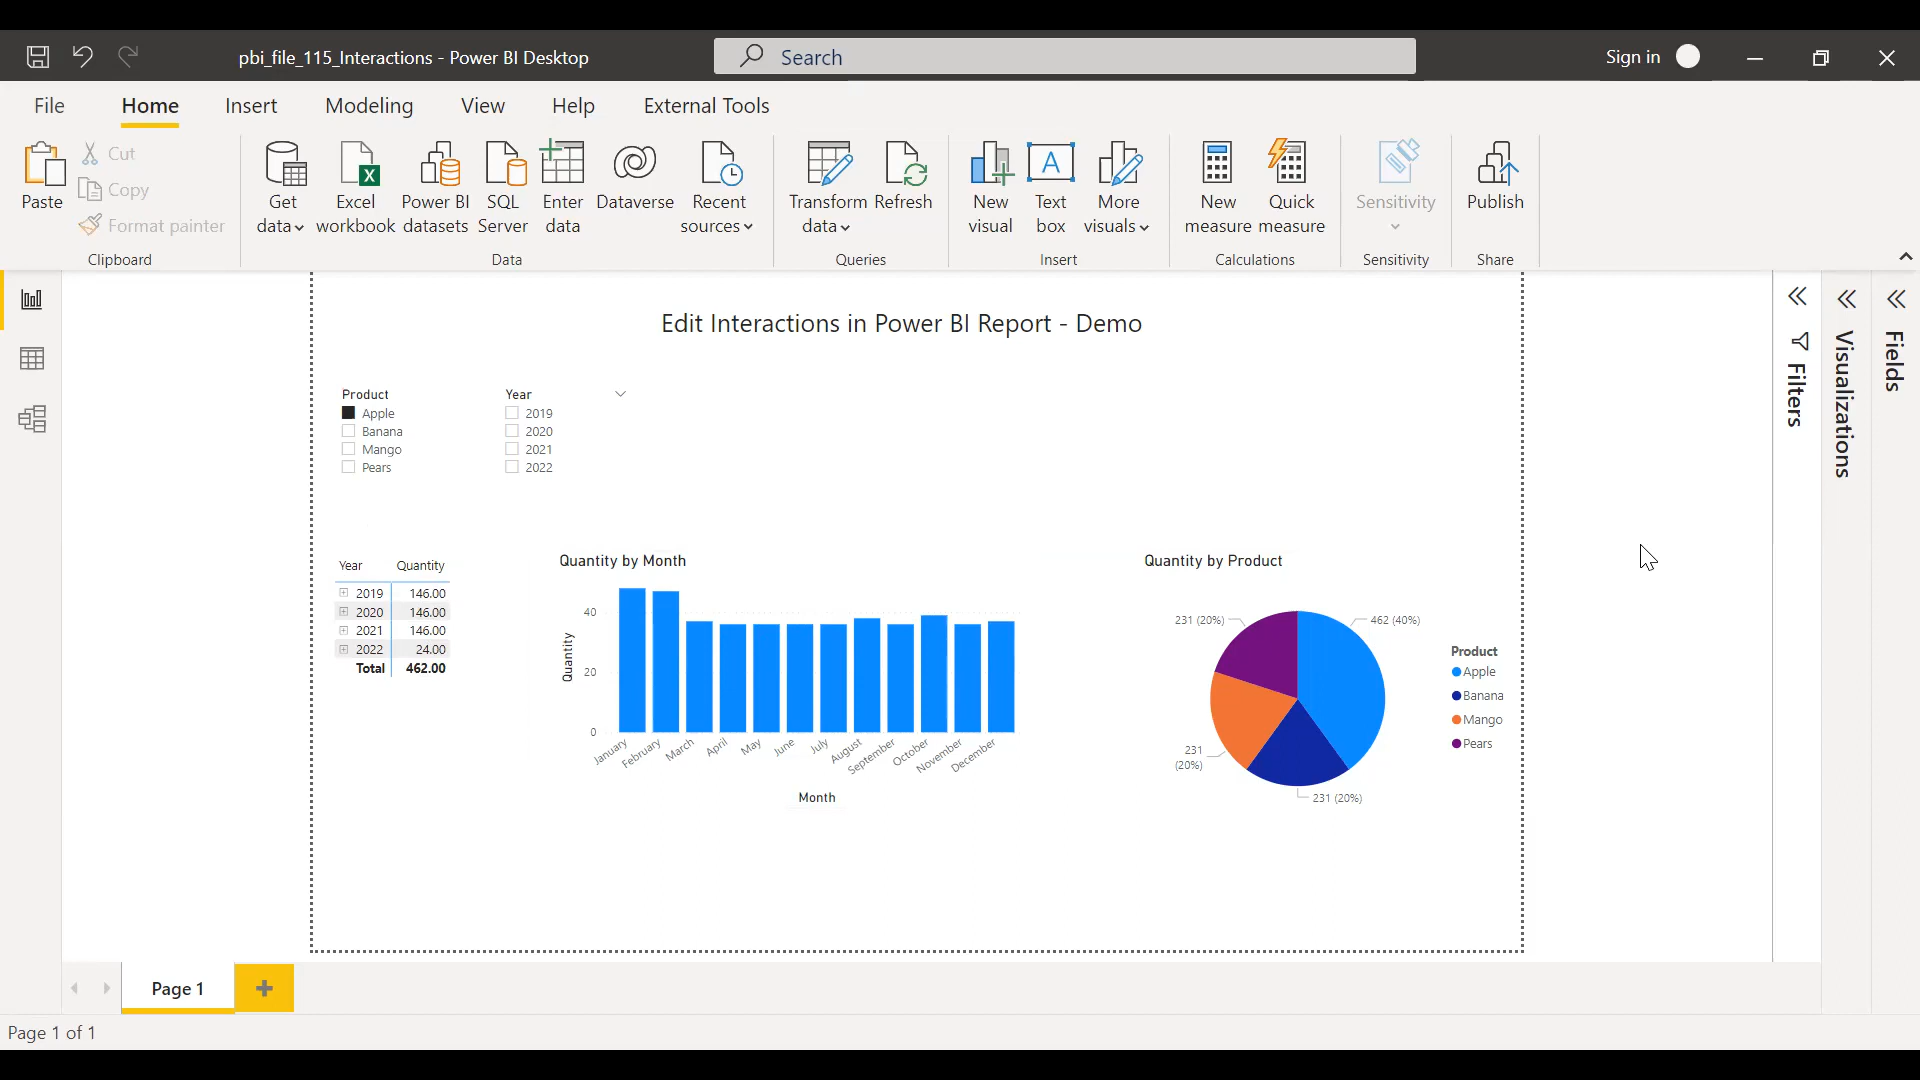 pbi_file_115_Interactions - Power BI Desktop
Search
Sign in
File Home Insert Modeling View Help External Tools
Paste
Cut
Copy
Format painter
Clipboard
Get data
Excel workbook
Power BI datasets
SQL Server
Enter data
Dataverse
Recent sources
Data
Transform data
Refresh
Queries
New visual
Text box
More visuals
Insert
New measure
Quick measure
Calculations
Sensitivity
Sensitivity
Publish
Share
Edit Interactions in Power BI Report - Demo
Product
Apple
Banana
Mango
Pears
Year
2019
2020
2021
2022
Year Quantity
2019 146.00
2020 146.00
2021 146.00
2022 24.00
Total 462.00
Quantity by Month
Quantity
40
20
0
January February March April May June July August September October November December
Month
Quantity by Product
231 (20%)
462 (40%)
231 (20%)
231 (20%)
Product
Apple
Banana
Mango
Pears
Filters
Visualizations
Fields
Page 1
Page 1 of 1